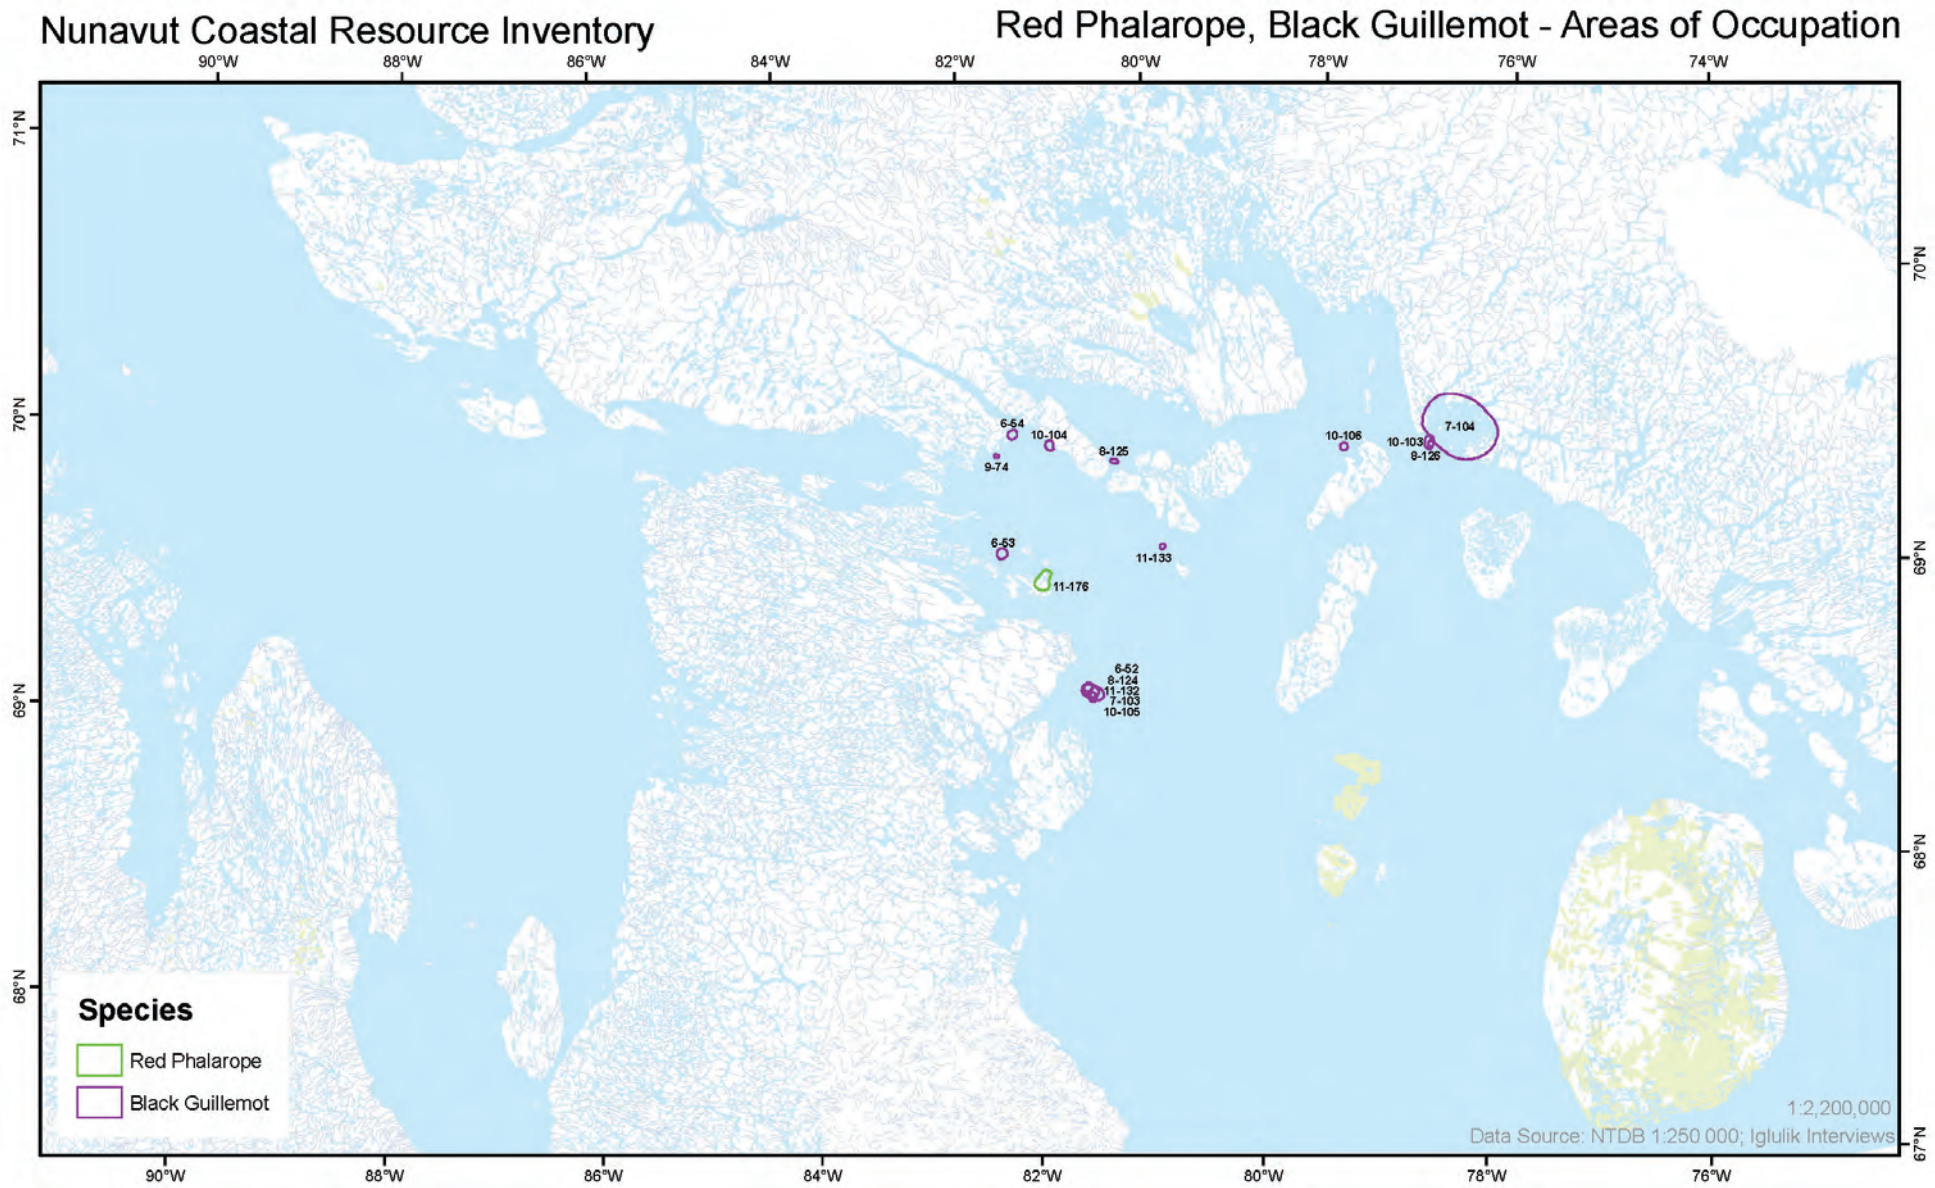 Nunavut Coastal Resource Inventory
Red Phalarope, Black Guillemot - Areas of Occupation
90°W 88°W 86°W 84°W 82°W 80°W 78°W 76°W 74°W
71°N
70°N
70°N
6-54
10-104
8-125
9-74
10-106
10-103
8-126
7-104
6-53
11-133
69°N
11-176
6-52
8-124
11-132
7-103
10-105
69°N
68°N
68°N
Species
Red Phalarope
Black Guillemot
1:2,200,000
Data Source: NTDB 1:250 000; Iglulik Interviews
67°N
90°W 88°W 86°W 84°W 82°W 80°W 78°W 76°W